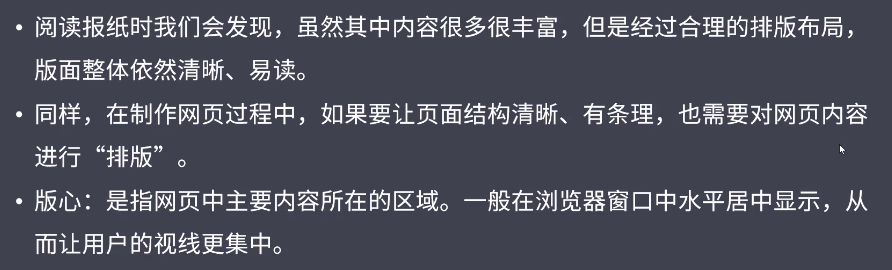 • 阅读报纸时我们会发现，虽然其中内容很多很丰富，但是经过合理的排版布局，
版面整体依然清晰、易读。
• 同样，在制作网页过程中，如果要让页面结构清晰、有条理，也需要对网页内容
进行“排版”。
• 版心：是指网页中主要内容所在的区域。一般在浏览器窗口中水平居中显示，从
而让用户的视线更集中。